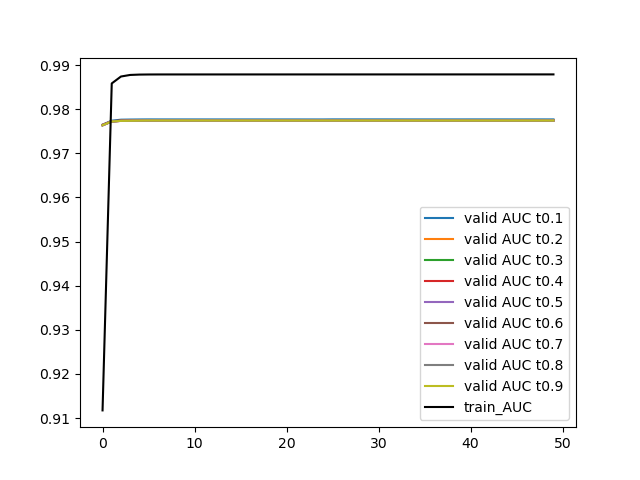 0.99
0.98
0.97
0.96
0.95
0.94
0.93
0.92
0.91
0 10 20 30 40 50
valid AUC t0.1
valid AUC t0.2
valid AUC t0.3
valid AUC t0.4
valid AUC t0.5
valid AUC t0.6
valid AUC t0.7
valid AUC t0.8
valid AUC t0.9
train_AUC